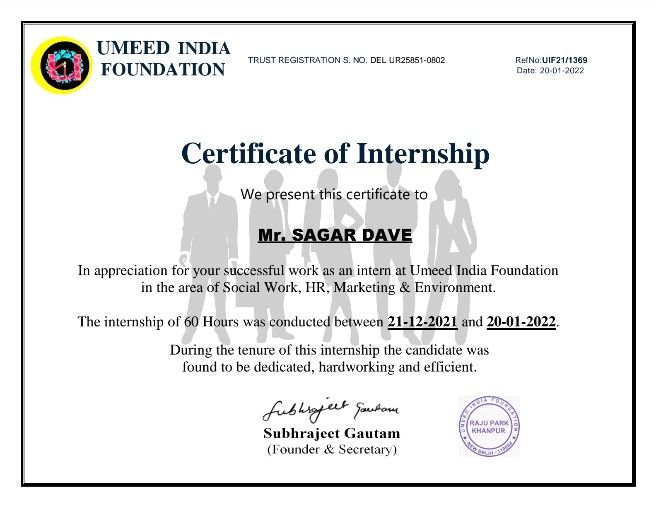 UMEED INDIA
FOUNDATION
TRUST REGISTRATION S. NO. DEL UR25851-0802
RefNo:UIF21/1369
Date: 20-01-2022
Certificate of Internship
We present this certificate to
Mr. SAGAR DAVE
In appreciation for your successful work as an intern at Umeed India Foundation
in the area of Social Work, HR, Marketing & Environment.
The internship of 60 Hours was conducted between 21-12-2021 and 20-01-2022.
During the tenure of this internship the candidate was
found to be dedicated, hardworking and efficient.
Subhrajeet Gautam
Subhrajeet Gautam
(Founder & Secretary)
UMEED INDIA FOUNDATION
RAJU PARK
KHANPUR
NEW DELHI